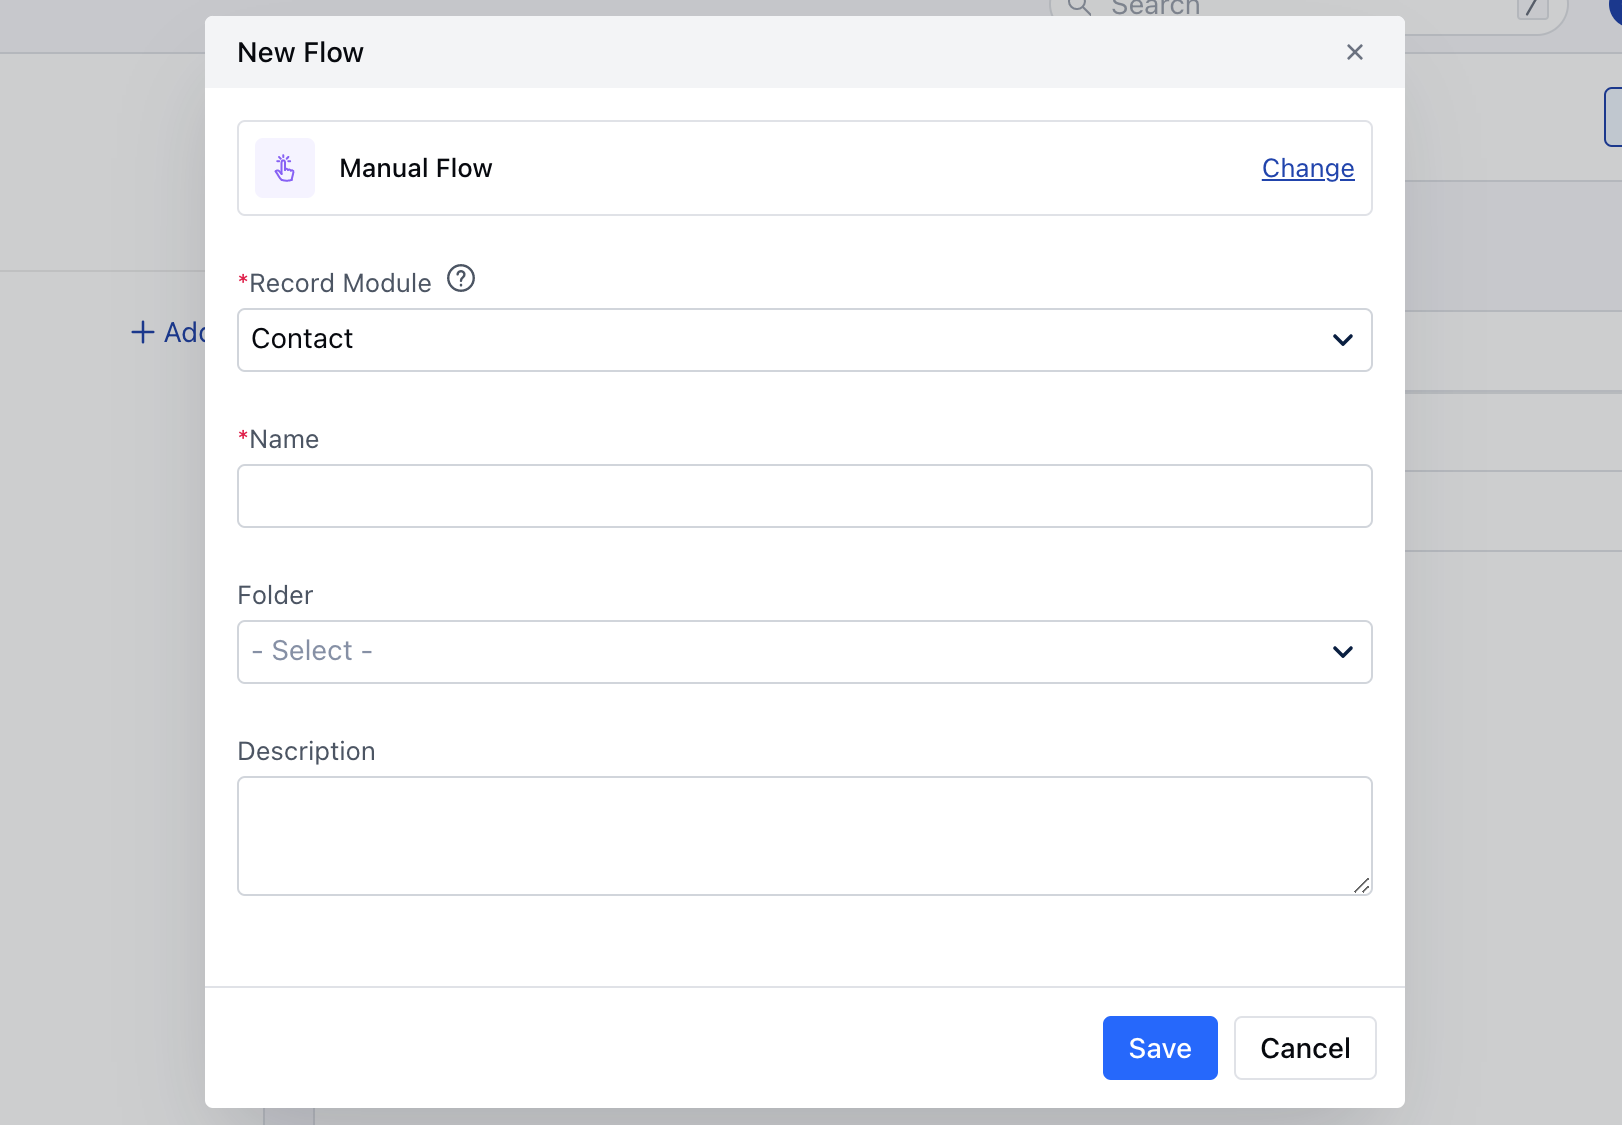 Search /
New Flow
Manual Flow Change
*Record Module ?
Contact
+ Add
*Name
Folder
- Select -
Description
Save Cancel